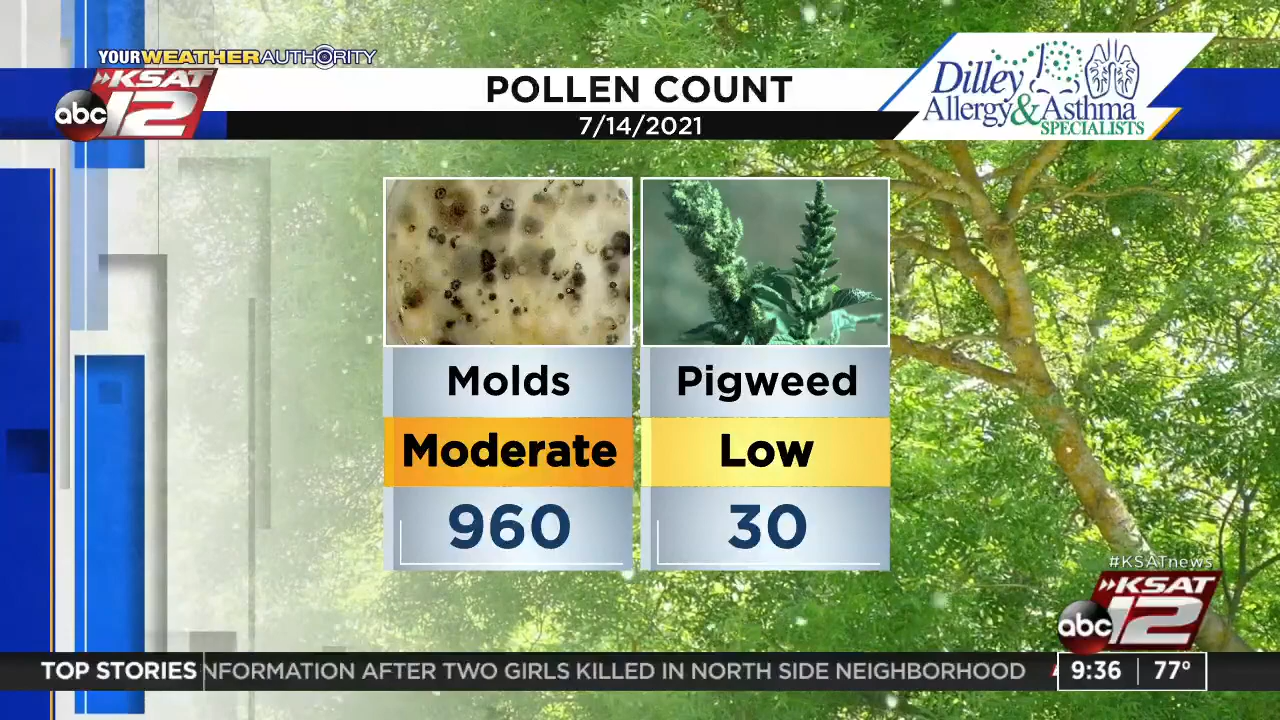 YOURWEATHERAUTHORITY
KSAT
abc 12
POLLEN COUNT
7/14/2021
Dilley
Allergy&Asthma
SPECIALISTS
Molds
Pigweed
Moderate
Low
960
30
#KSATnews
KSAT
abc 12
TOP STORIES NFORMATION AFTER TWO GIRLS KILLED IN NORTH SIDE NEIGHBORHOOD 9:36 77°